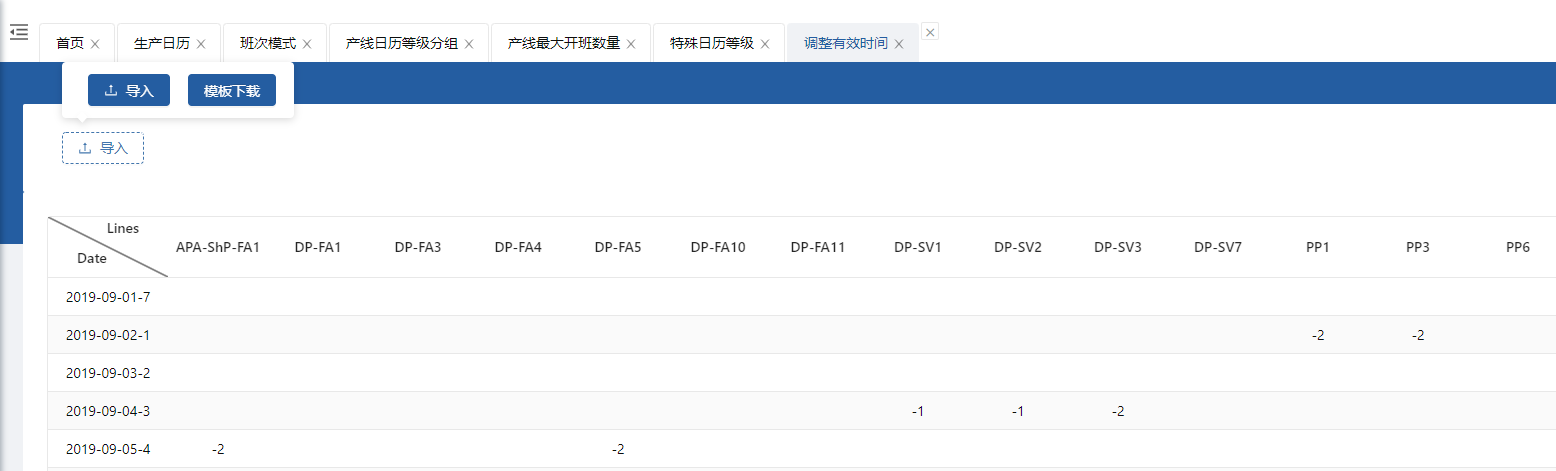 首页 生产日历 班次模式 产线日历等级分组 产线最大开班数量 特殊日历等级 调整有效时间
导入 模板下载
导入
Lines
Date APA-ShP-FA1 DP-FA1 DP-FA3 DP-FA4 DP-FA5 DP-FA10 DP-FA11 DP-SV1 DP-SV2 DP-SV3 DP-SV7 PP1 PP3 PP6
2019-09-01-7
2019-09-02-1 -2 -2
2019-09-03-2
2019-09-04-3 -1 -1 -2
2019-09-05-4 -2 -2